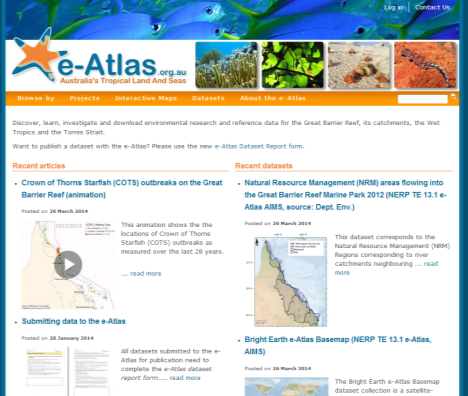 Log in | Contact Us
e-Atlas.org.au
Australia's Tropical Land And Seas
Browse by Projects Interactive Maps Datasets About the e-Atlas
Discover, learn, investigate and download environmental research and reference data for the Great Barrier Reef, its catchments, the Wet
Tropics and the Torres Strait.
Want to publish a dataset with the e-Atlas? Please use the new e-Atlas Dataset Report form.
Recent articles
Crown of Thorns Starfish (COTS) outbreaks on the Great
Barrier Reef (animation)
Posted on 26 March 2014
This animation shows the the
locations of Crown of Thorns
Starfish (COTS) outbreaks as
measured over the last 28 years.
... read more
Submitting data to the e-Atlas
Posted on 28 January 2014
All datasets submitted to the e-
Atlas for publication need to
complete the e-Atlas dataset
report form.... read more
Recent datasets
Natural Resource Management (NRM) areas flowing into
the Great Barrier Reef Marine Park 2012 (NERP TE 13.1 e-
Atlas AIMS, source: Dept. Env.)
Posted on 26 March 2014
This dataset corresponds to the
Natural Resource Management (NRM)
Regions corresponding to river
catchments neighbouring ... read
more
Bright Earth e-Atlas Basemap (NERP TE 13.1 e-Atlas,
AIMS)
Posted on 26 March 2014
The Bright Earth e-Atlas Basemap
dataset collection is a satellite-